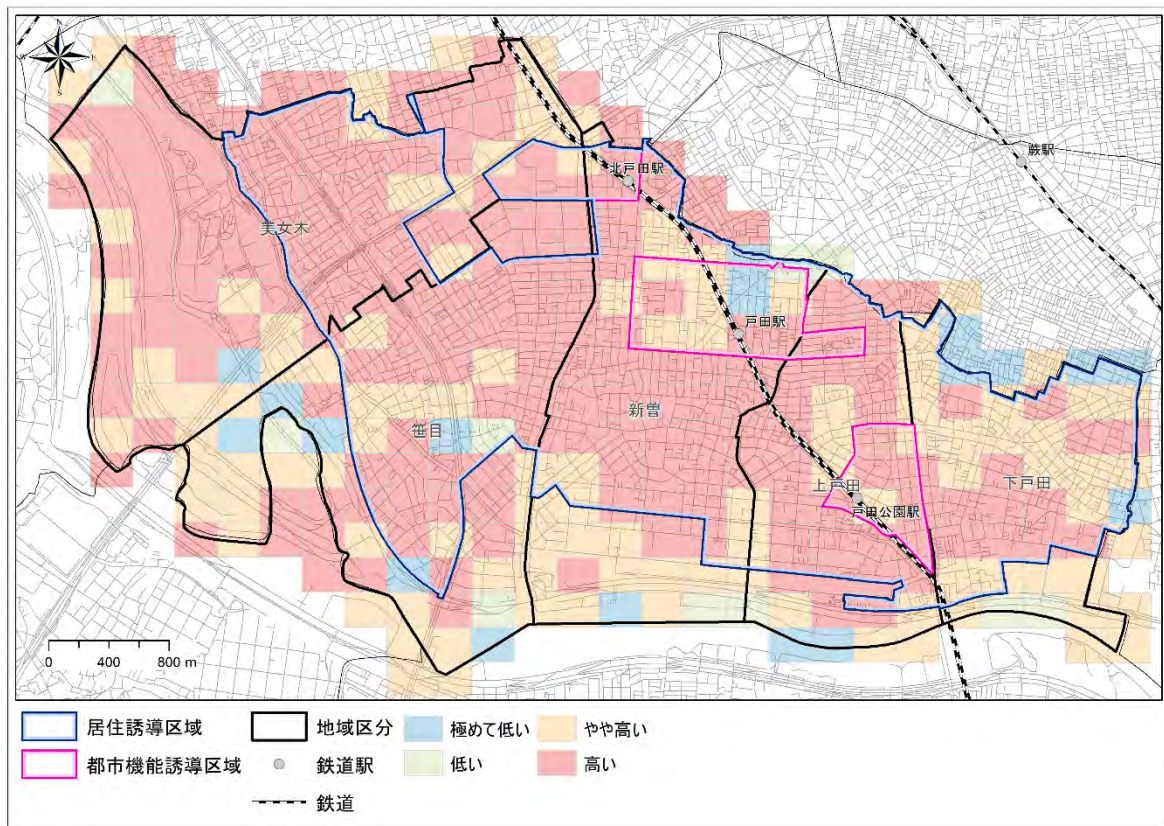 W
E
S
蕨駅
北戸田駅
美女木
戸田駅
新曽
笹目
上戸田
下戸田
戸田公園駅
0 400 800 m
居住誘導区域
地域区分
極めて低い
やや高い
都市機能誘導区域
鉄道駅
低い
高い
鉄道